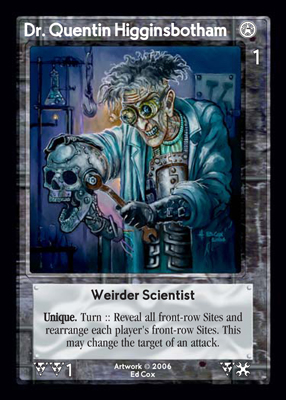 Dr. Quentin Higginsbotham
1
Weirder Scientist
Unique. Turn :: Reveal all front-row Sites and
rearrange each player's front-row Sites. This
may change the target of an attack.
Artwork © 2006
Ed Cox
1